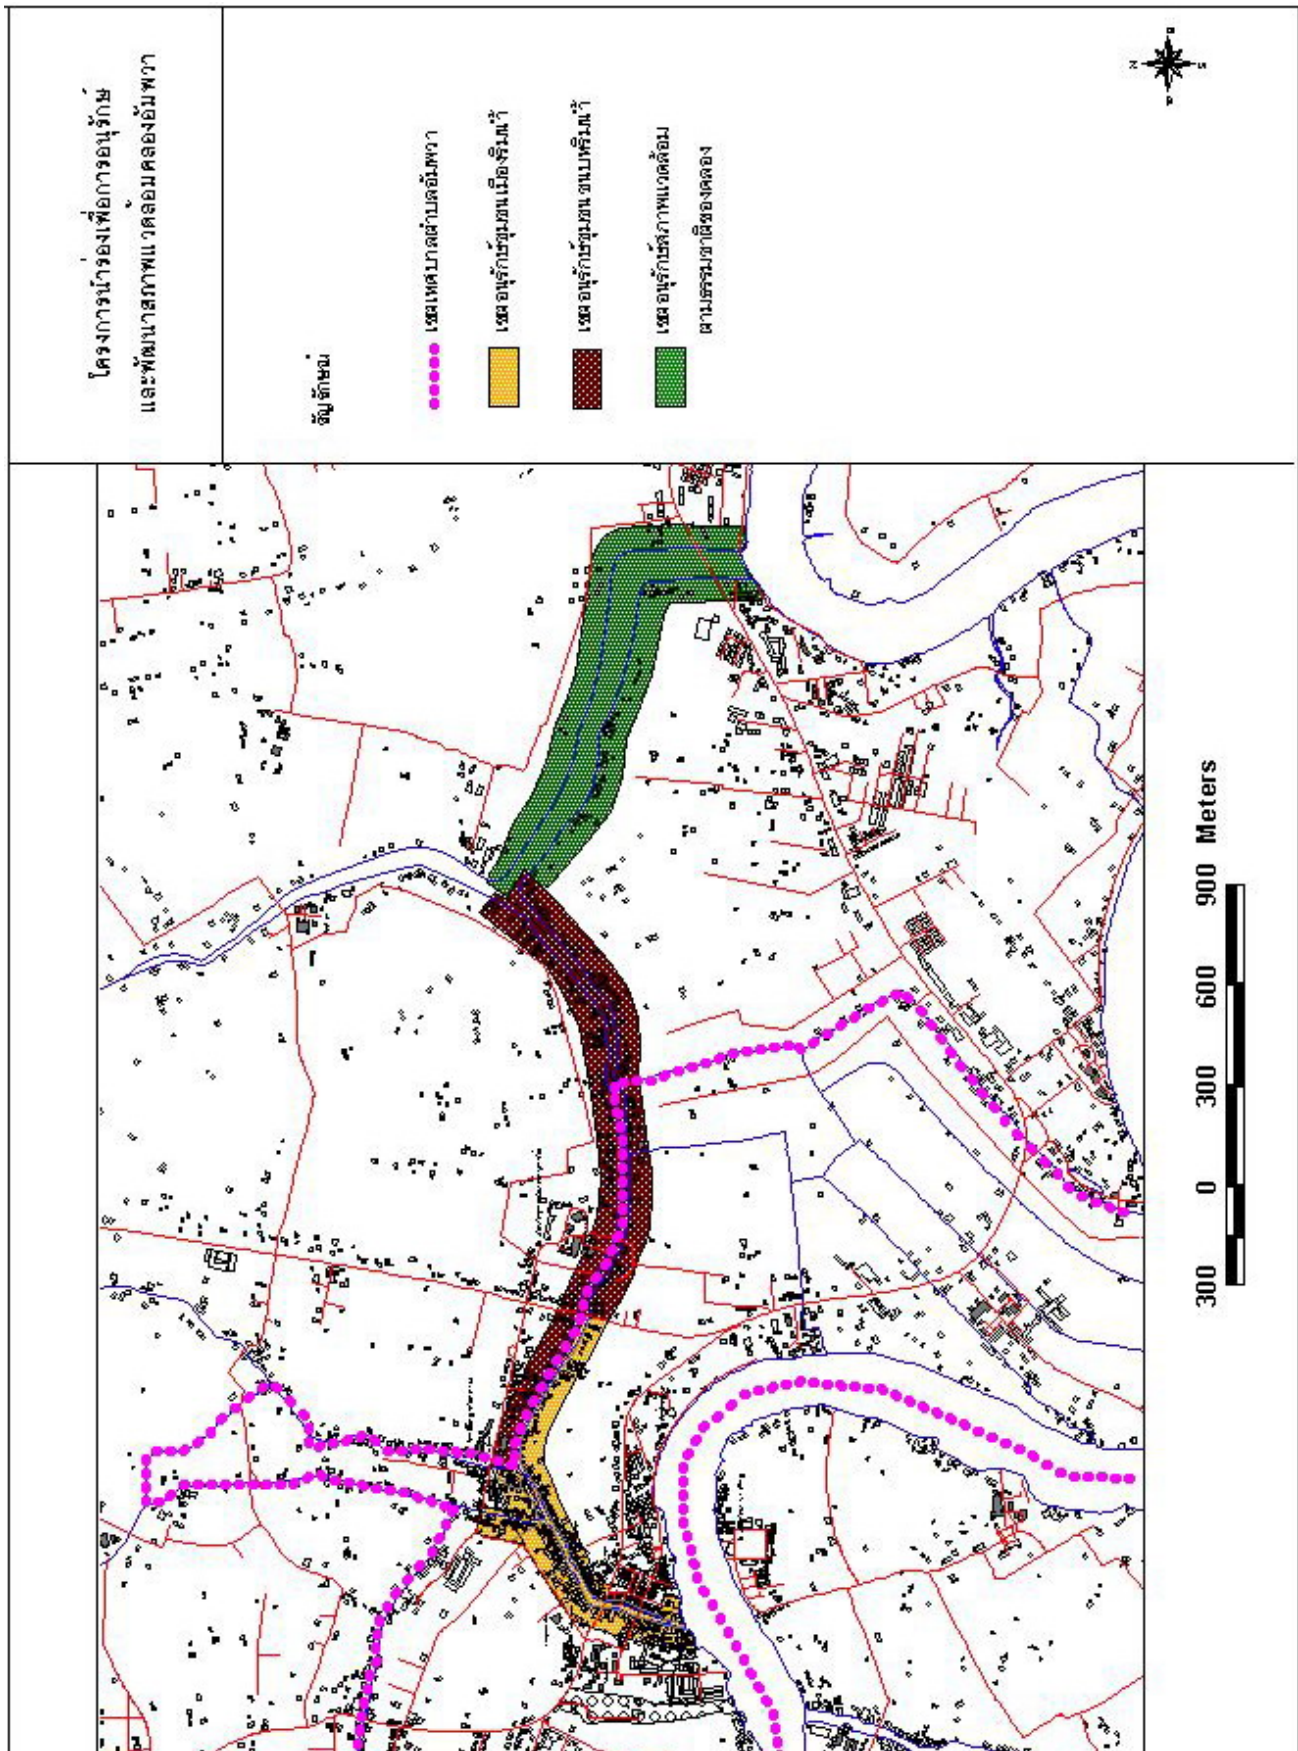 โครงการนำร่องเพื่อการอนุรักษ์
และพัฒนาสภาพแวดล้อมคลองอัมพวา
สัญลักษณ์
เขตเทศบาลตำบลอัมพวา
เขตอนุรักษ์ชุมชนเมืองริมน้ำ
เขตอนุรักษ์ชุมชนชนบทริมน้ำ
เขตอนุรักษ์สภาพแวดล้อม
ตามธรรมชาติของคลอง
300 0 300 600 900 Meters